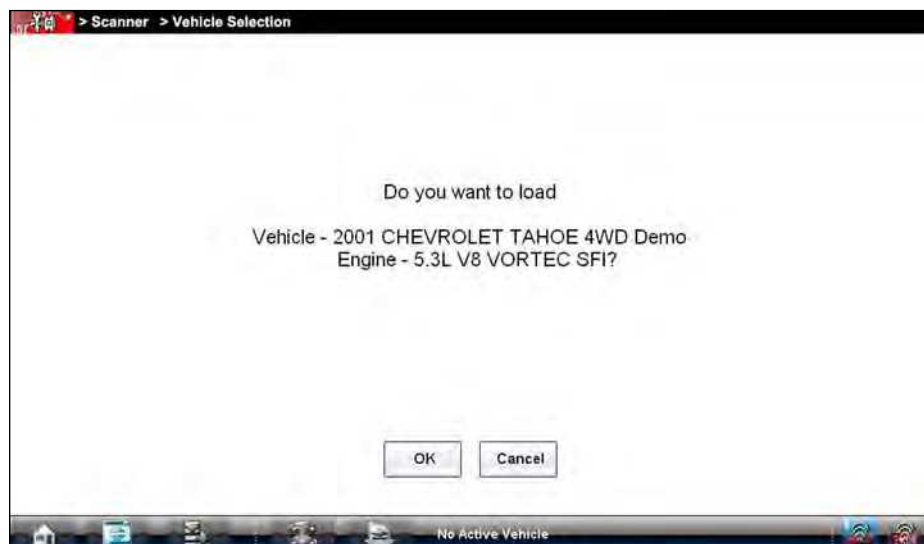 > Scanner > Vehicle Selection
Do you want to load
Vehicle - 2001 CHEVROLET TAHOE 4WD Demo
Engine - 5.3L V8 VORTEC SFI?
OK Cancel
No Active Vehicle